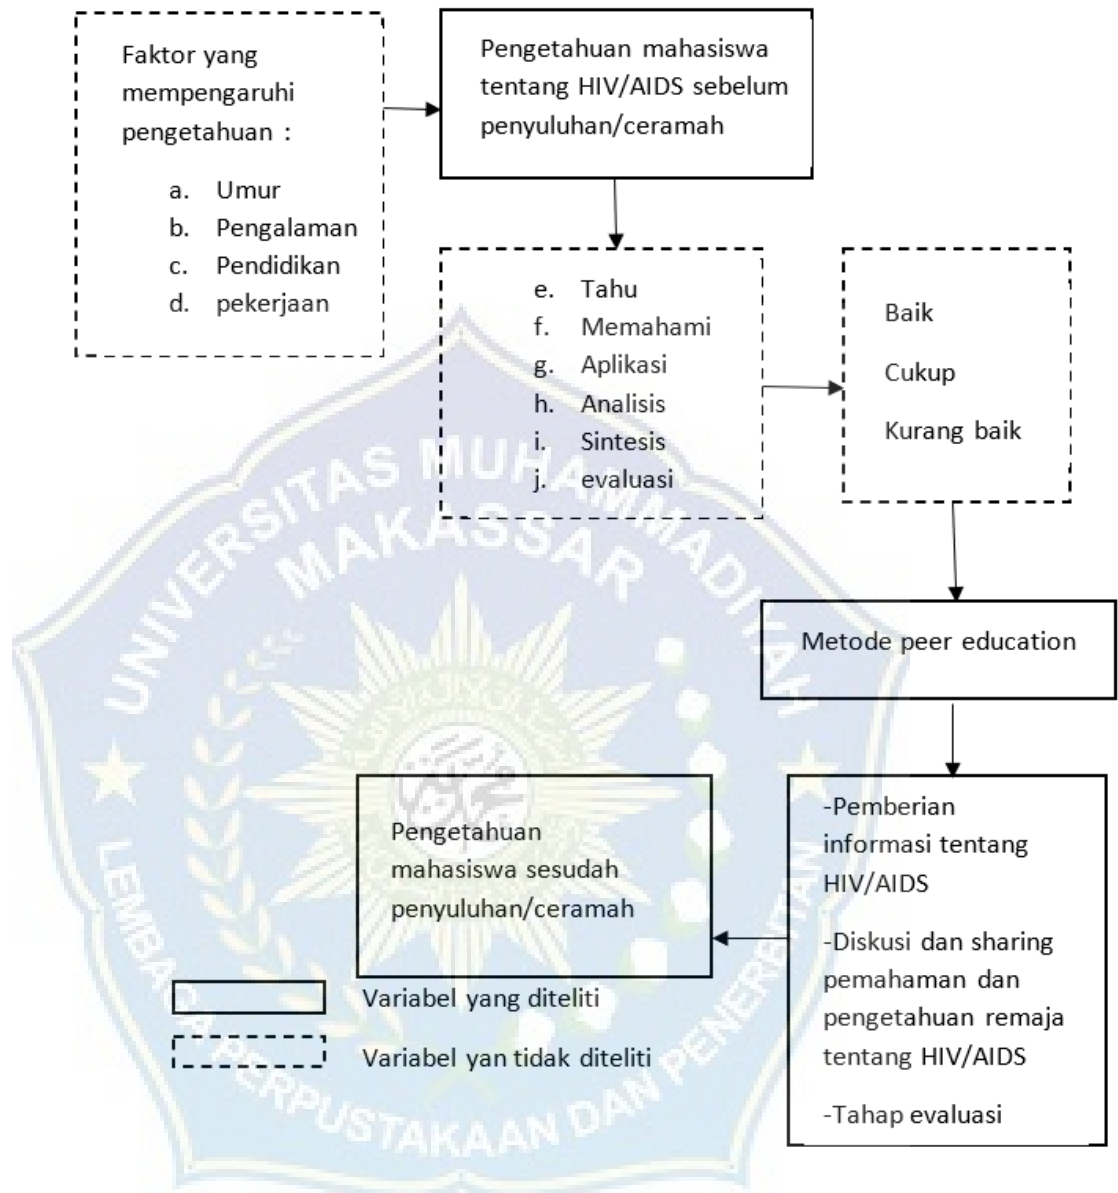 Faktor yang
mempengaruhi
pengetahuan :
a. Umur
b. Pengalaman
c. Pendidikan
d. pekerjaan
Pengetahuan mahasiswa
tentang HIV/AIDS sebelum
penyuluhan/ceramah
e. Tahu
f. Memahami
g. Aplikasi
h. Analisis
i. Sintesis
j. evaluasi
Baik
Cukup
Kurang baik
Metode peer education
-Pemberian
informasi tentang
HIV/AIDS
-Diskusi dan sharing
pemahaman dan
pengetahuan remaja
tentang HIV/AIDS
-Tahap evaluasi
Pengetahuan
mahasiswa sesudah
penyuluhan/ceramah
Variabel yang diteliti
Variabel yan tidak diteliti
UNIVERSITAS MUHAMMADIYAH
MAKASSAR
LEMBAGA PERPUSTAKAAN DAN PENERBITAN